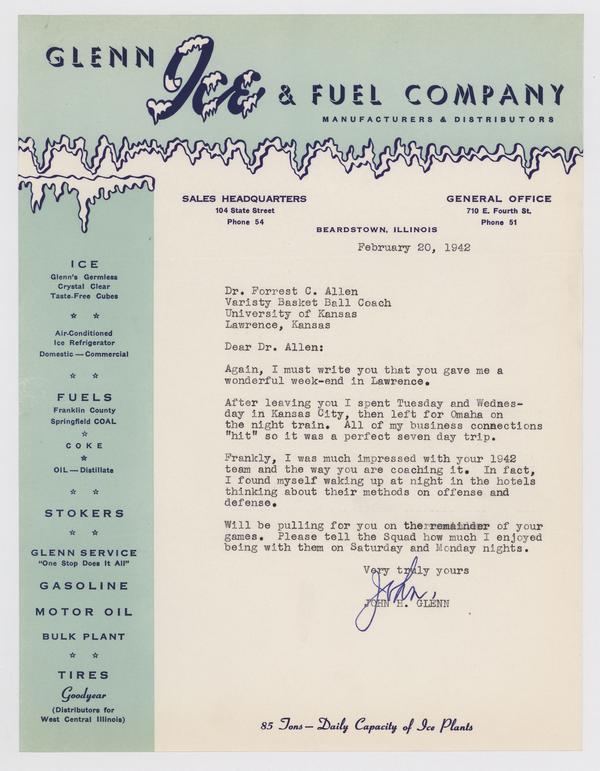 GLENN Ice & FUEL COMPANY
MANUFACTURERS & DISTRIBUTORS
SALES HEADQUARTERS
104 State Street
Phone 54
GENERAL OFFICE
710 E. Fourth St.
Phone 51
BEARDSTOWN, ILLINOIS
February 20, 1942
Dr. Forrest C. Allen
Varisty Basket Ball Coach
University of Kansas
Lawrence, Kansas
Dear Dr. Allen:
Again, I must write you that you gave me a
wonderful week-end in Lawrence.
After leaving you I spent Tuesday and Wednes-
day in Kansas City, then left for Omaha on
the night train. All of my business connections
"hit" so it was a perfect seven day trip.
Frankly, I was much impressed with your 1942
team and the way you are coaching it. In fact,
I found myself waking up at night in the hotels
thinking about their methods on offense and
defense.
Will be pulling for you on the remainder of your
games. Please tell the Squad how much I enjoyed
being with them on Saturday and Monday nights.
Very truly yours
John.
JOHN H. GLENN
ICE
Glenn's Germless
Crystal Clear
Taste-Free Cubes
☆ ☆
Air-Conditioned
Ice Refrigerator
Domestic — Commercial
☆ ☆
FUELS
Franklin County
Springfield COAL
☆
COKE
★
OIL — Distillate
☆ ☆
STOKERS
☆ ☆
GLENN SERVICE
"One Stop Does It All"
GASOLINE
MOTOR OIL
BULK PLANT
☆ ☆
TIRES
Goodyear
(Distributors for
West Central Illinois)
85 Tons — Daily Capacity of Ice Plants